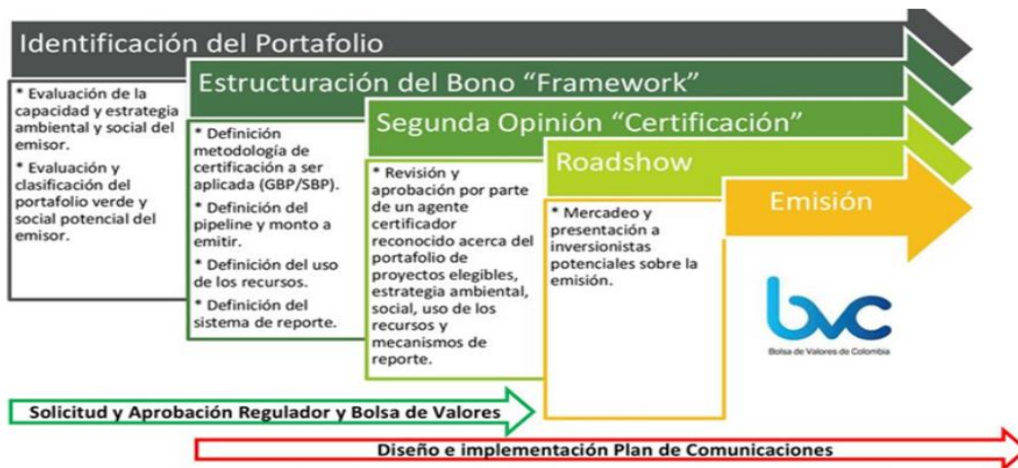 Identificación del Portafolio
* Evaluación de la
capacidad y estrategia
ambiental y social del
emisor.
* Evaluación y
clasificación del
portafolio verde y
social potencial del
emisor.
Estructuración del Bono “Framework”
* Definición
metodología de
certificación a ser
aplicada (GBP/SBP).
* Definición del
pipeline y monto a
emitir.
* Definición del uso
de los recursos.
* Definición del
sistema de reporte.
Segunda Opinión “Certificación”
* Revisión y
aprobación por parte
de un agente
certificador
reconocido acerca del
portafolio de
proyectos elegibles,
estrategia ambiental,
social, uso de los
recursos y
mecanismos de
reporte.
Roadshow
* Mercadeo y
presentación a
inversionistas
potenciales sobre la
emisión.
Emisión
bvc
Bolsa de Valores de Colombia
Solicitud y Aprobación Regulador y Bolsa de Valores
Diseño e implementación Plan de Comunicaciones